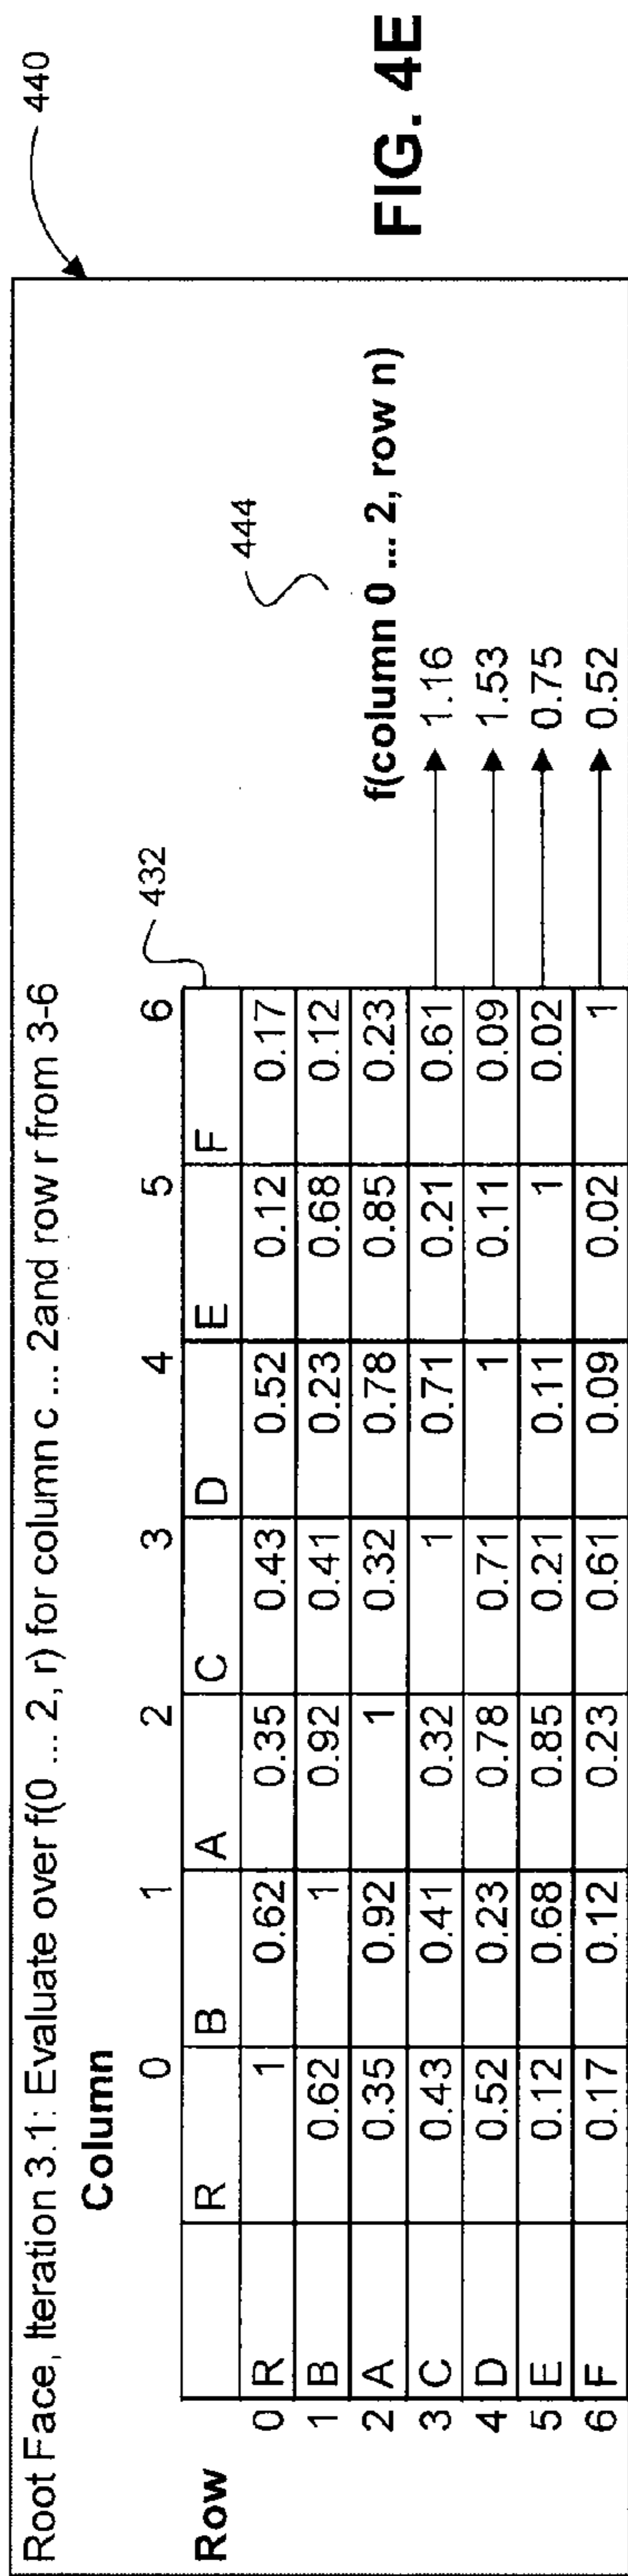 Root Face, Iteration 3.1: Evaluate over f(0 ... 2, r) for column c ... 2and row r from 3-6
440
Column
0 1 2 3 4 5 6
432
R B A C D E F
Row
0 R 1 0.62 0.35 0.43 0.52 0.12 0.17
1 B 0.62 1 0.92 0.41 0.23 0.68 0.12
2 A 0.35 0.92 1 0.32 0.78 0.85 0.23
444
f(column 0 ... 2, row n)
3 C 0.43 0.41 0.32 1 0.71 0.21 0.61 1.16
4 D 0.52 0.23 0.78 0.71 1 0.11 0.09 1.53
5 E 0.12 0.68 0.85 0.21 0.11 1 0.02 0.75
6 F 0.17 0.12 0.23 0.61 0.09 0.02 1 0.52
FIG. 4E